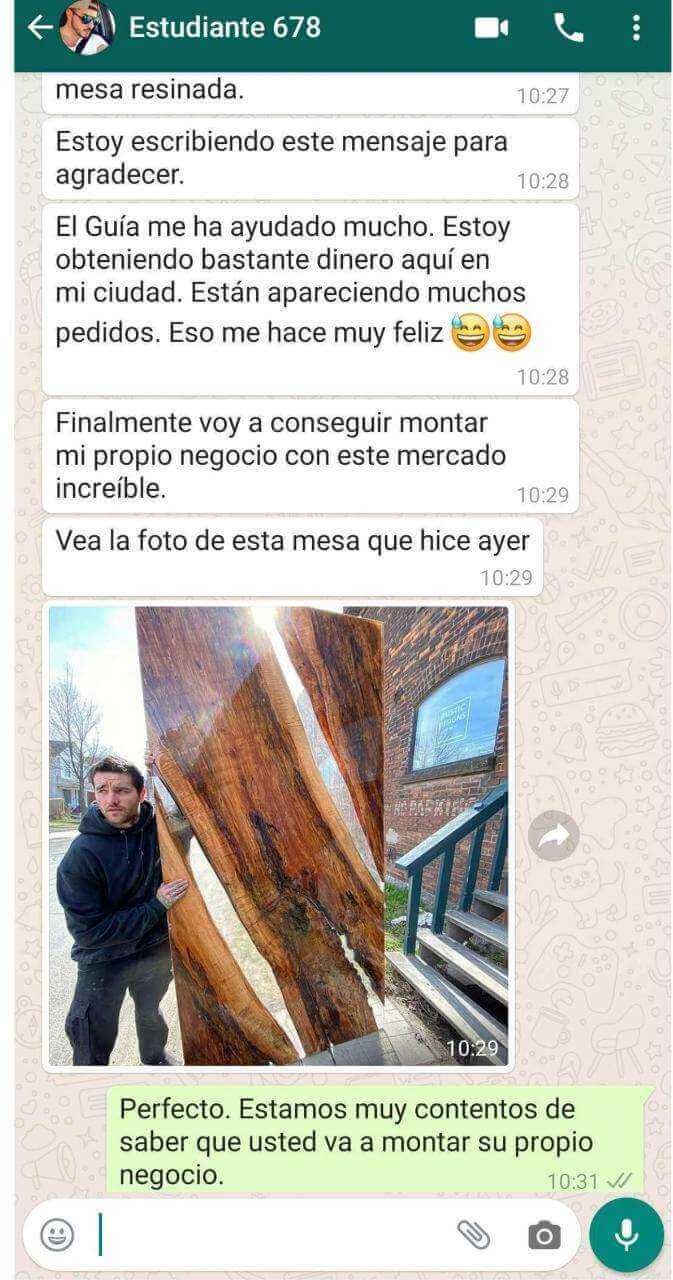 Estudiante 678
mesa resinada.
10:27
Estoy escribiendo este mensaje para
agradecer.
10:28
El Guía me ha ayudado mucho. Estoy
obteniendo bastante dinero aquí en
mi ciudad. Están apareciendo muchos
pedidos. Eso me hace muy feliz 😅😅
10:28
Finalmente voy a conseguir montar
mi propio negocio con este mercado
increíble.
10:29
Vea la foto de esta mesa que hice ayer
10:29
NO PARKING
10:29
Perfecto. Estamos muy contentos de
saber que usted va a montar su propio
negocio.
10:31